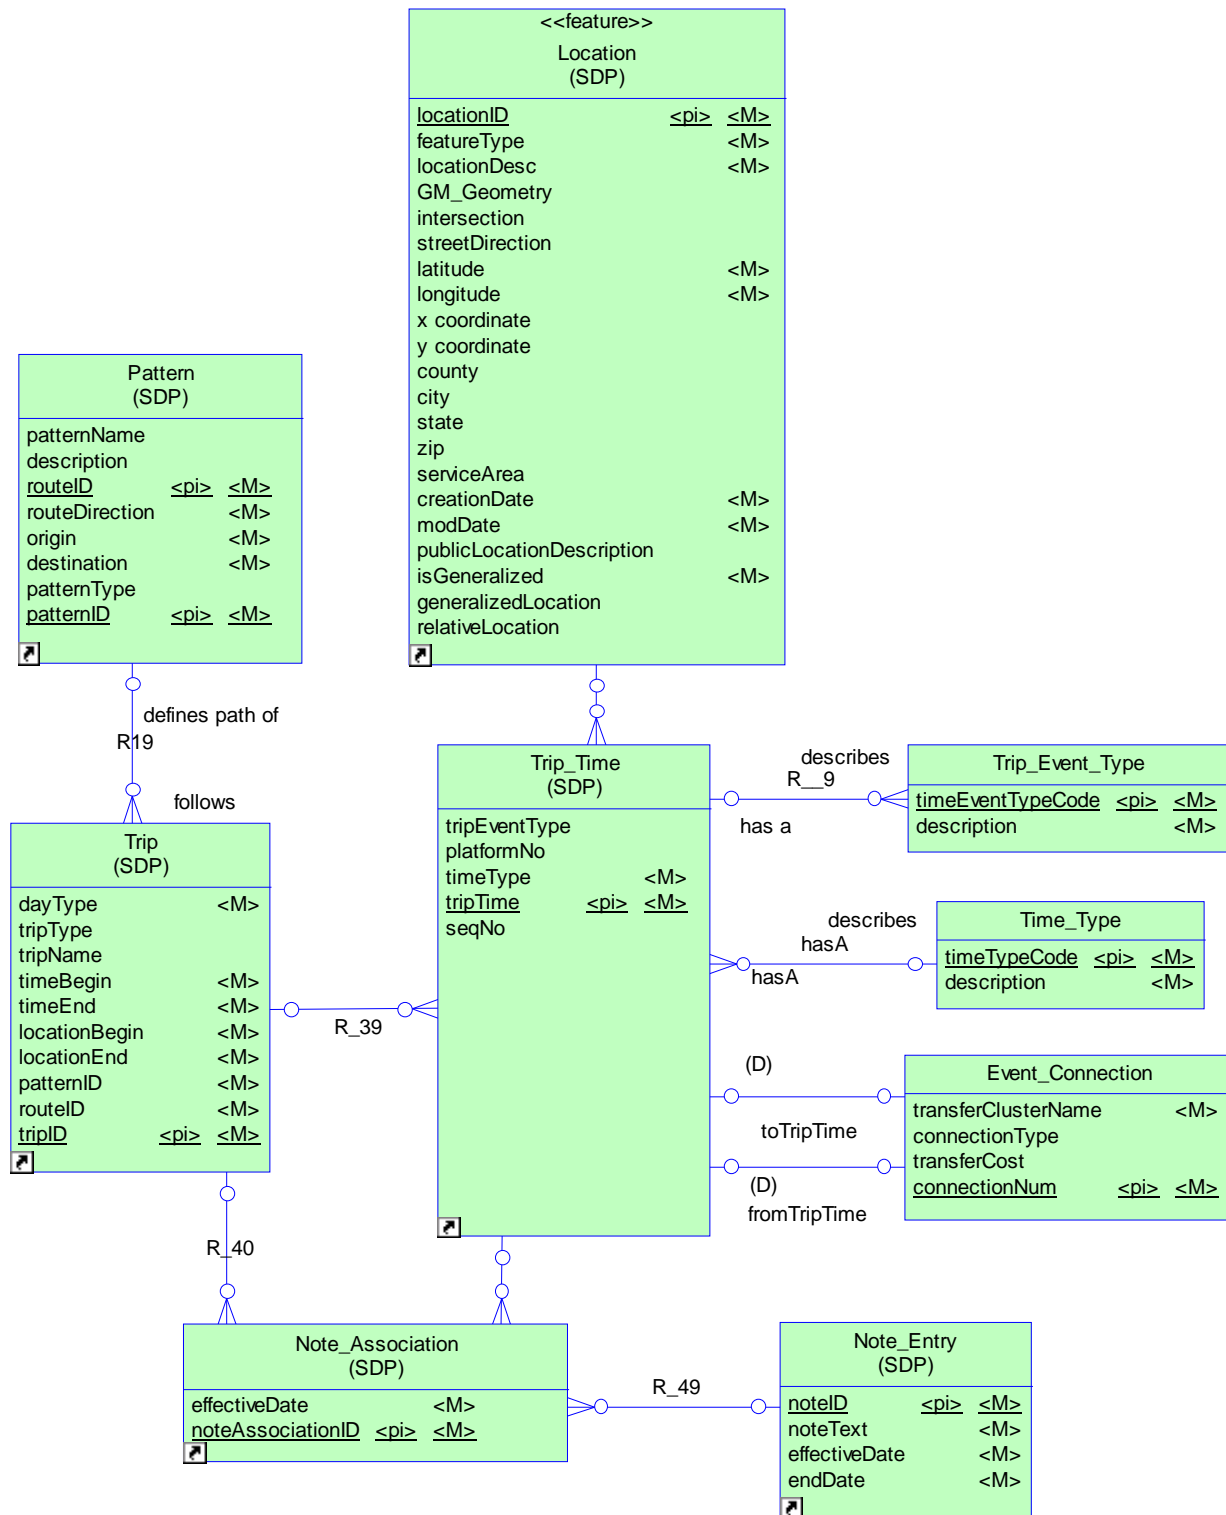 <<feature>>
Location
(SDP)
locationID <pi> <M>
featureType <M>
locationDesc <M>
GM_Geometry
intersection
streetDirection
latitude <M>
longitude <M>
x coordinate
y coordinate
county
city
state
zip
serviceArea
creationDate <M>
modDate <M>
publicLocationDescription
isGeneralized <M>
generalizedLocation
relativeLocation
Pattern
(SDP)
patternName
description
routeID <pi> <M>
routeDirection <M>
origin <M>
destination <M>
patternType
patternID <pi> <M>
defines path of
R19
follows
Trip
(SDP)
dayType <M>
tripType
tripName
timeBegin <M>
timeEnd <M>
locationBegin <M>
locationEnd <M>
patternID <M>
routeID <M>
tripID <pi> <M>
R_39
Trip_Time
(SDP)
tripEventType
platformNo
timeType <M>
tripTime <pi> <M>
seqNo
describes
R__9
has a
Trip_Event_Type
timeEventTypeCode <pi> <M>
description <M>
describes
hasA
hasA
Time_Type
timeTypeCode <pi> <M>
description <M>
(D)
toTripTime
(D)
fromTripTime
Event_Connection
transferClusterName <M>
connectionType
transferCost
connectionNum <pi> <M>
R_40
Note_Association
(SDP)
effectiveDate <M>
noteAssociationID <pi> <M>
R_49
Note_Entry
(SDP)
noteID <pi> <M>
noteText <M>
effectiveDate <M>
endDate <M>